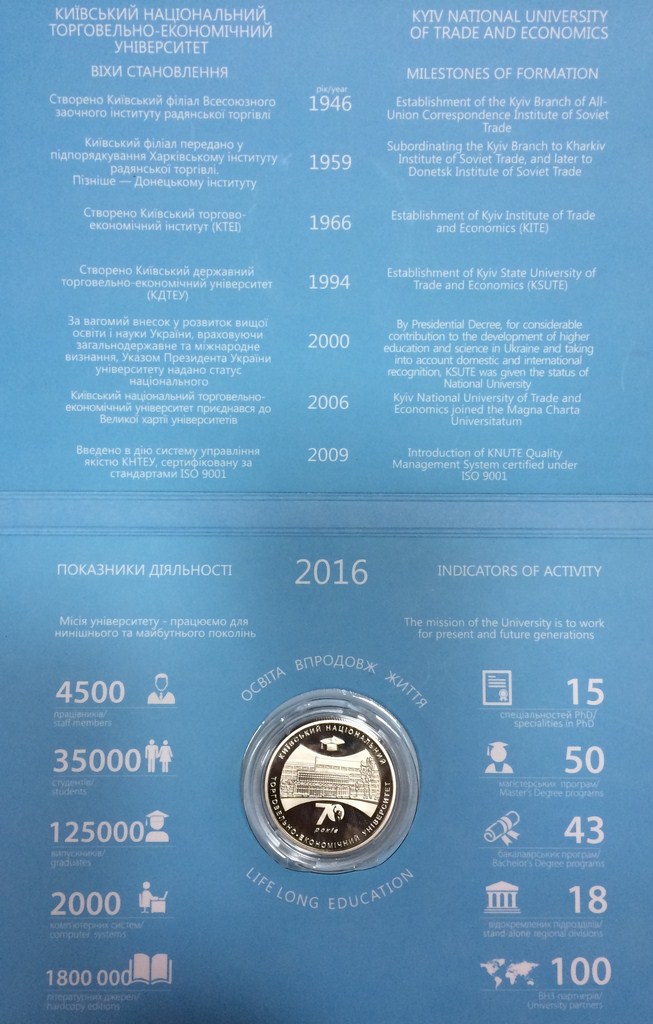 КИЇВСЬКИЙ НАЦІОНАЛЬНИЙ
ТОРГОВЕЛЬНО-ЕКОНОМІЧНИЙ
УНІВЕРСИТЕТ
KYIV NATIONAL UNIVERSITY
OF TRADE AND ECONOMICS
ВІХИ СТАНОВЛЕННЯ
MILESTONES OF FORMATION
рік/year
Створено Київський філіал Всесоюзного
заочного інституту радянської торгівлі
1946
Establishment of the Kyiv Branch of All-
Union Correspondence Institute of Soviet
Trade
Київський філіал передано у
підпорядкування Харківському інституту
радянської торгівлі.
Пізніше — Донецькому інституту
1959
Subordinating the Kyiv Branch to Kharkiv
Institute of Soviet Trade, and later to
Donetsk Institute of Soviet Trade
Створено Київський торгово-
економічний інститут (КТЕІ)
1966
Establishment of Kyiv Institute of Trade
and Economics (KITE)
Створено Київський державний
торговельно-економічний університет
(КДТЕУ)
1994
Establishment of Kyiv State University of
Trade and Economics (KSUTE)
За вагомий внесок у розвиток вищої
освіти і науки України, враховуючи
загальнодержавне та міжнародне
визнання, Указом Президента України
університету надано статус
національного
2000
By Presidential Decree, for considerable
contribution to the development of higher
education and science in Ukraine and taking
into account domestic and international
recognition, KSUTE was given the status of
National University
Київський національний торговельно-
економічний університет приєднався до
Великої хартії університетів
2006
Kyiv National University of Trade and
Economics joined the Magna Charta
Universitatum
Введено в дію систему управління
якістю КНТЕУ, сертифіковану за
стандартами ISO 9001
2009
Introduction of KNUTE Quality
Management System certified under
ISO 9001
ПОКАЗНИКИ ДІЯЛЬНОСТІ
2016
INDICATORS OF ACTIVITY
Місія університету - працюємо для
нинішнього та майбутнього поколінь
The mission of the University is to work
for present and future generations
ОСВІТА ВПРОДОВЖ ЖИТТЯ
4500
працівників/
staff members
35000
студентів/
students
125000
випускників/
graduates
2000
комп'ютерних систем/
computer systems
1800 000
літературних джерел/
hardcopy editions
КИЇВСЬКИЙ НАЦІОНАЛЬНИЙ
ТОРГОВЕЛЬНО-ЕКОНОМІЧНИЙ УНІВЕРСИТЕТ
70
років
LIFE LONG EDUCATION
15
спеціальностей PhD/
specialities in PhD
50
магістерських програм/
Master's Degree programs
43
бакалаврських програм/
Bachelor's Degree programs
18
відокремлених підрозділів/
stand-alone regional divisions
100
ВНЗ-партнерів/
University partners